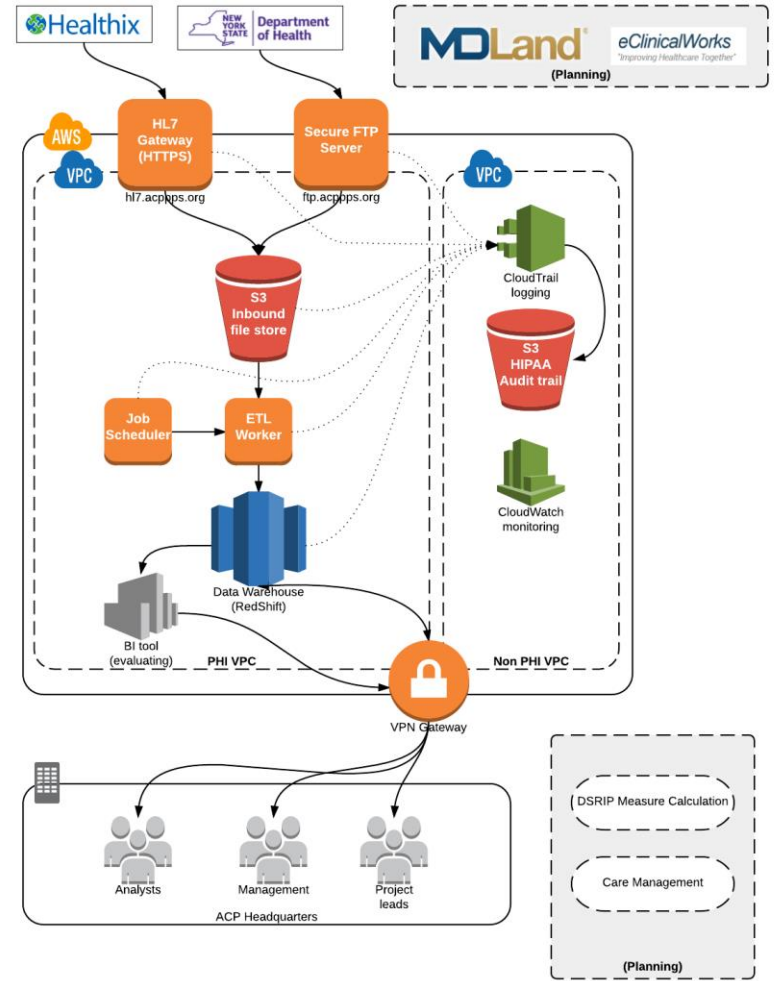 Healthix
NEW
YORK
STATE
Department
of Health
MDLand®
eClinicalWorks
"Improving Healthcare Together"
(Planning)
AWS
VPC
HL7
Gateway
(HTTPS)
hl7.acppps.org
Secure FTP
Server
ftp.acppps.org
VPC
CloudTrail
logging
S3
Inbound
file store
S3
HIPAA
Audit trail
Job
Scheduler
ETL
Worker
CloudWatch
monitoring
Data Warehouse
(RedShift)
BI tool
(evaluating)
PHI VPC
Non PHI VPC
VPN Gateway
Analysts
Management
Project
leads
ACP Headquarters
DSRIP Measure Calculation
Care Management
(Planning)